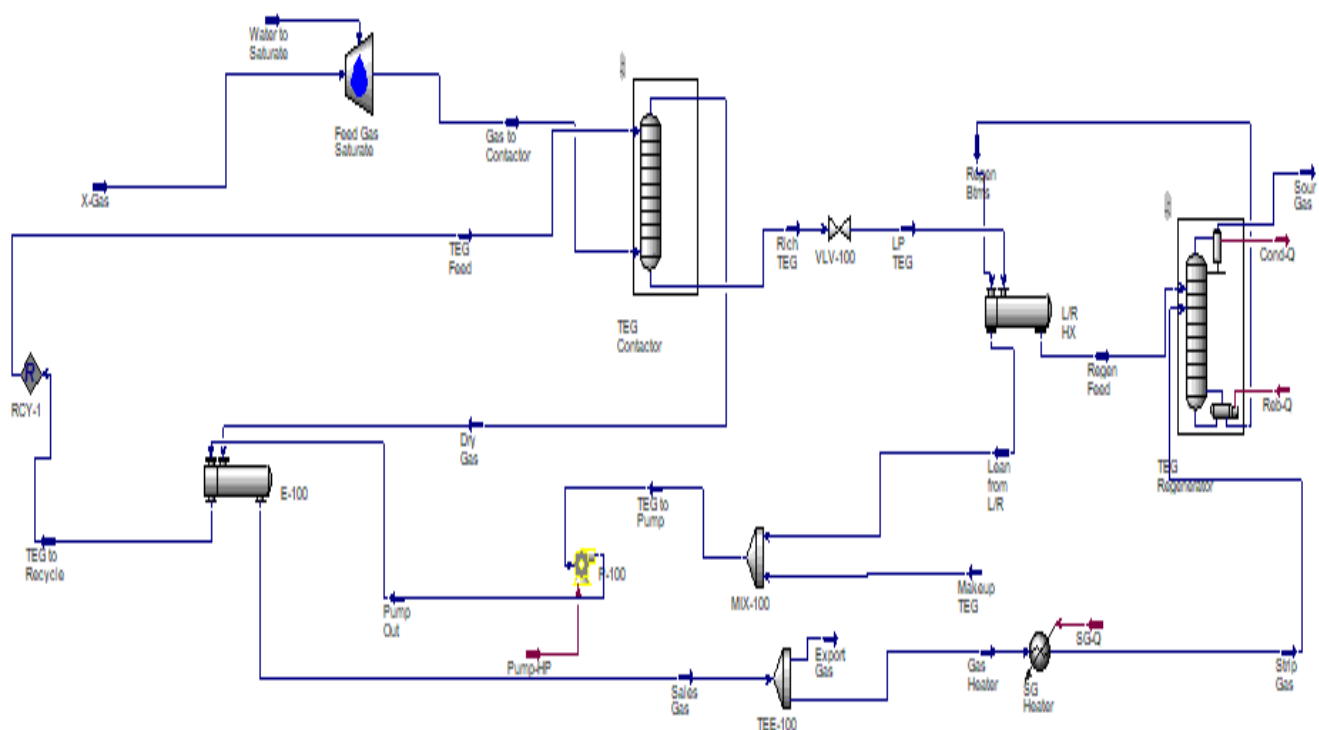 Water to
Saturate
Feed Gas
Saturate
Gas to
Contactor
X-Gas
TEG
Feed
TEG
Contactor
Rich
TEG
VLV-100
LP
TEG
Regen
Btms
Sour
Gas
Cond-Q
L/R
HX
Regen
Feed
Reb-Q
TEG
Regenerator
R
RCY-1
Dry
Gas
E-100
Lean
from
L/R
TEG to
Pump
TEG to
Recycle
P-100
MIX-100
Makeup
TEG
Pump
Out
Pump-HP
Export
Gas
Sales
Gas
TEE-100
Gas
Heater
SG-Q
SG
Heater
Strip
Gas